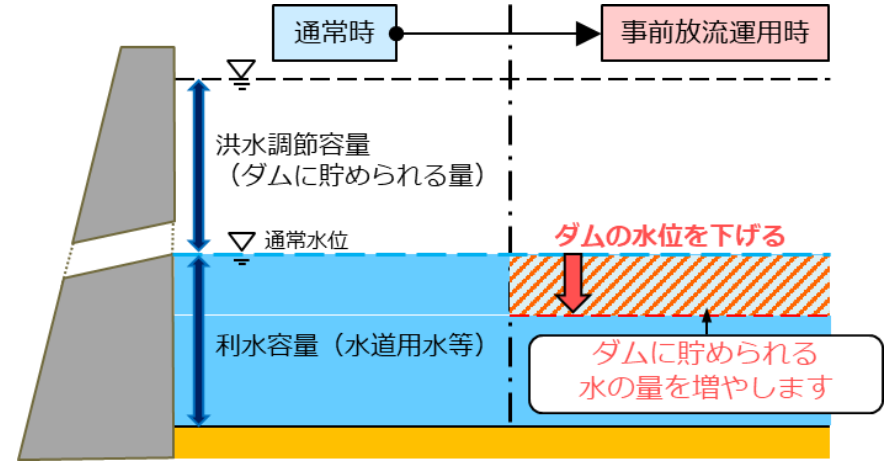 通常時
事前放流運用時
洪水調節容量
（ダムに貯められる量）
通常水位
ダムの水位を下げる
利水容量（水道用水等）
ダムに貯められる
水の量を増やします